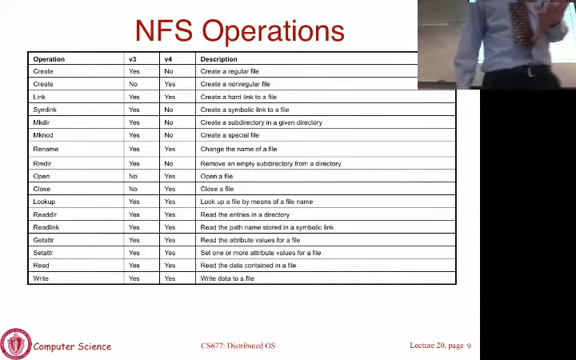 NFS Operations
Operation v3 v4 Description
Create Yes No Create a regular file
Create No Yes Create a nonregular file
Link Yes Yes Create a hard link to a file
Symlink Yes No Create a symbolic link to a file
Mkdir Yes No Create a subdirectory in a given directory
Mknod Yes No Create a special file
Rename Yes Yes Change the name of a file
Rmdir Yes No Remove an empty subdirectory from a directory
Open No Yes Open a file
Close No Yes Close a file
Lookup Yes Yes Look up a file by means of a file name
Readdir Yes Yes Read the entries in a directory
Readlink Yes Yes Read the path name stored in a symbolic link
Getattr Yes Yes Read the attribute values for a file
Setattr Yes Yes Set one or more attribute values for a file
Read Yes Yes Read the data contained in a file
Write Yes Yes Write data to a file
Computer Science CS677: Distributed OS Lecture 20, page 9